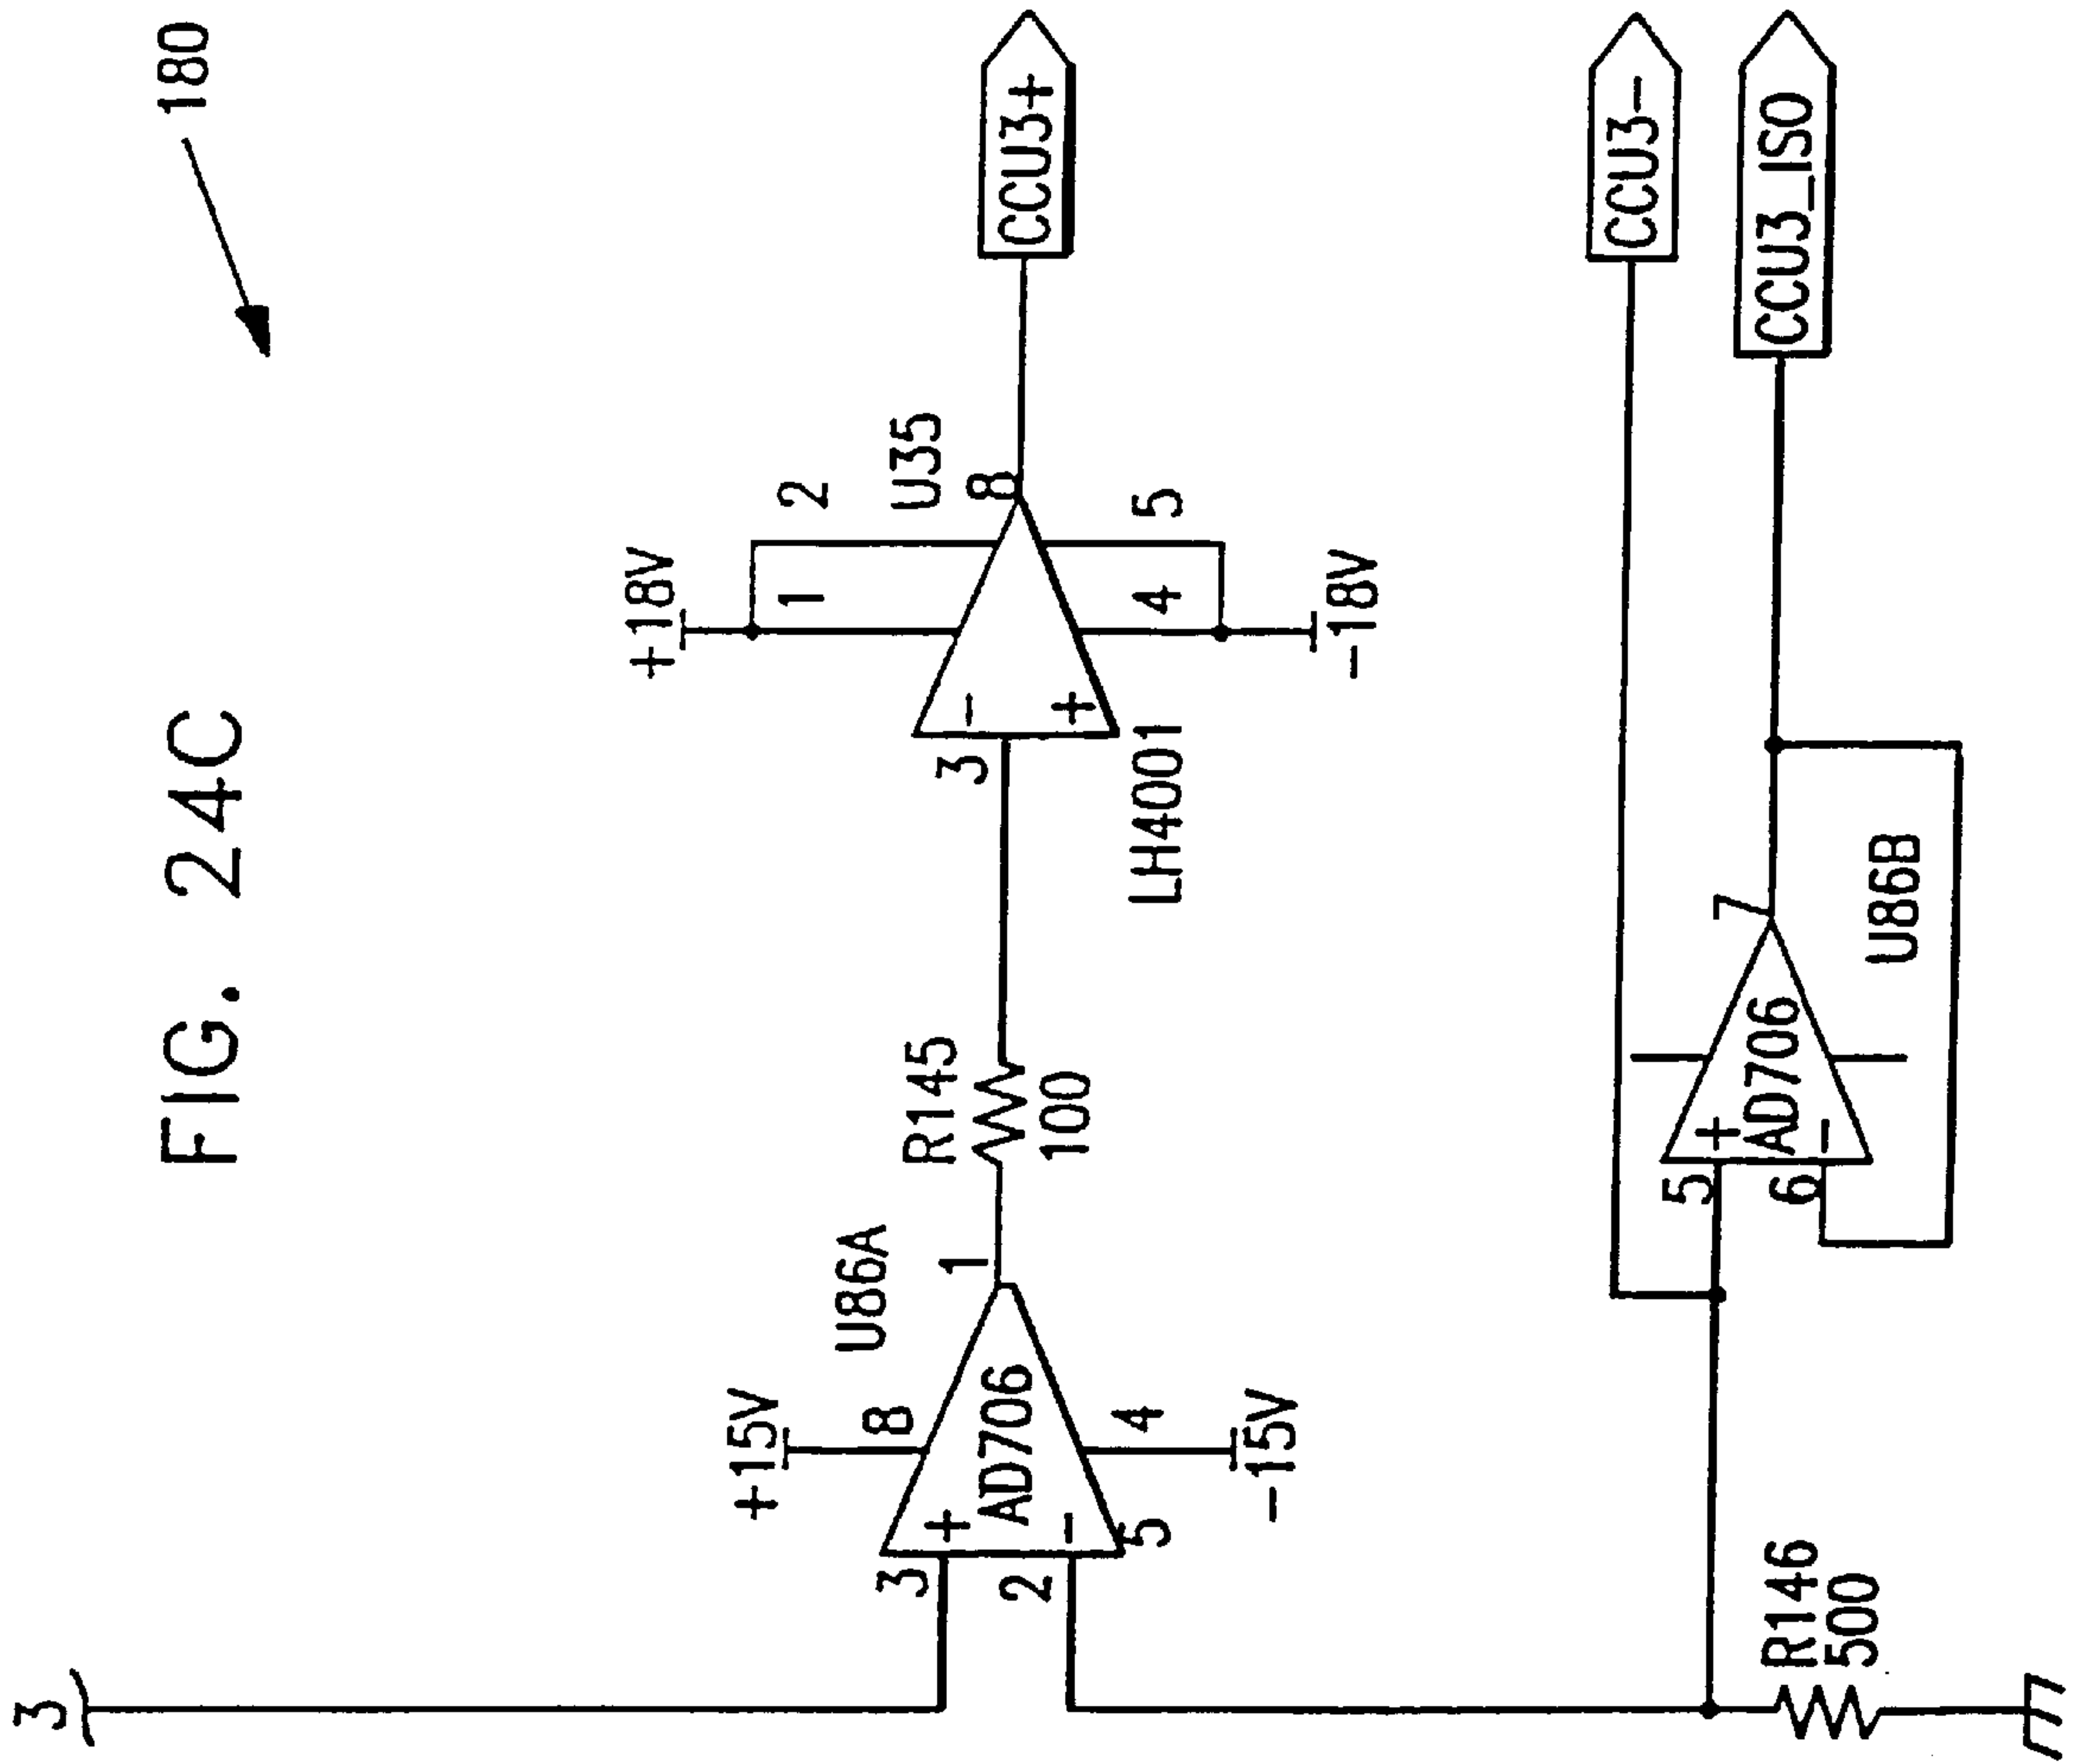 FIG. 24C
180
3
+15V
8
U86A
3
+
AD706
1
2
-
5
4
-15V
R145
100
+18V
1
2
U35
3
-
+
8
LH4001
4
5
-18V
CCU3+
CCU3-
5
+
AD706
7
6
-
U86B
CCU3_ISO
R146
500